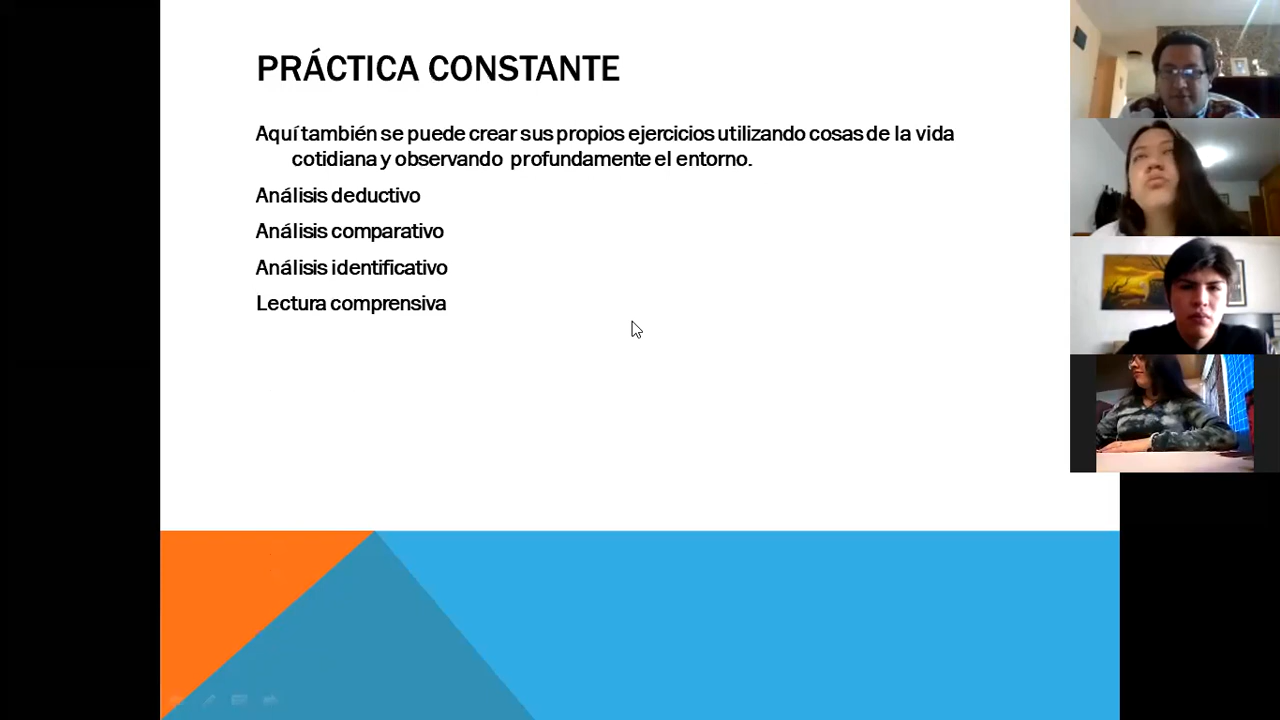 PRÁCTICA CONSTANTE
Aquí también se puede crear sus propios ejercicios utilizando cosas de la vida
cotidiana y observando profundamente el entorno.
Análisis deductivo
Análisis comparativo
Análisis identificativo
Lectura comprensiva